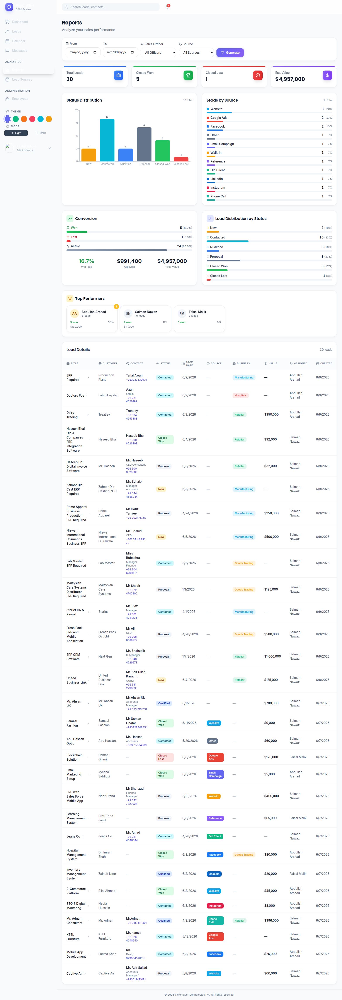 CRM System
Search leads, contacts...
4
Dashboard
Leads
Calendar
Messages
ANALYTICS
Lead Sources
ADMINISTRATION
Employees
THEME
MODE
Light
Dark
Administrator
Reports
Analyze your sales performance
From
To
Sales Officer
Source
mm/dd/yyyy
mm/dd/yyyy
All Officers
All Sources
Generate
Total Leads
30
Closed Won
5
Closed Lost
1
Est. Value
$4,957,000
Status Distribution
30 total
12
9
6
3
0
3
10
3
8
5
1
New
Contacted
Qualified
Proposal
Closed Won
Closed Lost
Leads by Source
15 total
Website 3 20%
Google Ads 2 13%
Facebook 2 13%
Other 1 7%
Email Campaign 1 7%
Walk-in 1 7%
Reference 1 7%
Old Client 1 7%
LinkedIn 1 7%
Instagram 1 7%
Phone Call 1 7%
Conversion
Won 5 (16.7%)
Lost 1 (3.3%)
Active 24 (80.0%)
16.7%
Win Rate
$991,400
Avg Deal
$4,957,000
Total Value
Lead Distribution by Status
New 3 (10%)
Contacted 10 (33%)
Qualified 3 (10%)
Proposal 8 (27%)
Closed Won 5 (17%)
Closed Lost 1 (3%)
Top Performers
1
AA
Abdullah Arshad
8 leads
3 won 38%
$130,000
SN
Salman Nawaz
19 leads
2 won 11%
$41,000
FM
Faisal Malik
3 leads
0 won 0%
Lead Details
30 leads
TITLE CUSTOMER CONTACT STATUS LEAD DATE SOURCE BUSINESS VALUE ASSIGNED CREATED
ERP Required Production Plant Tallal Awan +923033532975 Contacted 6/9/2026 — Manufacturing — Abdullah Arshad 6/9/2026
Doctors Pos Latif Hospital Azam admin +92 321 4557499 Contacted 6/9/2026 — Hospitals — Abdullah Arshad 6/9/2026
Dairy Trading Treatley Treatley +92 334 4555888 Contacted 6/9/2026 — Retailer $350,000 Abdullah Arshad 6/9/2026
Haseen Bhai Old 4 Companies FBR Integration Software Haseeb Bhai Haseeb Bhai +92 300 8526308 Closed Won 6/4/2026 — Retailer $32,000 Salman Nawaz 6/9/2026
Haseeb Sb Digital Invoice Software Mr. Haseeb Mr. Haseeb CEO Consultant +92 300 8526308 Proposal 6/5/2026 — Retailer $32,000 Salman Nawaz 6/9/2026
Zahoor Die Cast ERP Required Zahoor Die Casting ZDC Mr. Zohaib Manager Accounts +92 344 4686844 New 6/3/2026 — Manufacturing — Salman Nawaz 6/9/2026
Prime Apparel Business Production ERP Required Prime Apparel Mr Hafiz Tanveer +92 3024717317 Proposal 4/24/2026 — Manufacturing $250,000 Salman Nawaz 6/9/2026
Nizwan International Cosmetics Business ERP Nizwa International Gujrawala Mr. Shahid CEO +261 34 44 821 73 New 6/5/2026 — Manufacturing $500,000 Salman Nawaz 6/9/2026
Lab Master ERP Required Lab Master Miss Bubashra Manager Finance +92 304 6201997 Contacted 5/2/2026 — Goods Trading — Salman Nawaz 6/9/2026
Malaysian Care Systems Distributor ERP Required Malaysian Care Systems Mr Shabir +92 322 4742400 Proposal 1/1/2026 — Goods Trading $125,000 Salman Nawaz 6/9/2026
Starlet HR & Payroll Starlet Mr. Riaz Manager +92 301 4341338 Contacted 4/1/2026 — Manufacturing — Salman Nawaz 6/9/2026
Fresh Pack ERP and Mobile Application Freash Pack Ovt Ltd Mr Ali CEO +92 308 8388777 Proposal 4/28/2026 — Goods Trading $500,000 Salman Nawaz 6/9/2026
ERP CRM Software Next Gen Mr. Shahzaib IT Manager +92 348 4529273 Proposal 1/7/2026 — Retailer $1,000,000 Salman Nawaz 6/9/2026
United Business Link United Business Link Mr. Saif Ullah Karachi Owner +92 331 2296939 New 6/4/2026 — Retailer $175,000 Salman Nawaz 6/8/2026
Mr. Ahsan UK Mr. Ahsan Uk Mr Ahsan Uk Accounts Manager +92 333 7165131 Qualified 6/1/2026 — — $700,000 Salman Nawaz 6/7/2026
Samaal Fashion Samaal Fashion Mr Usman Ghafar +923228448454 Closed Won 5/11/2026 Website — $9,000 Salman Nawaz 6/7/2026
Abu Hassan Optic Abu Hassan Mr. Hassan Accounts +923315584389 Contacted 5/20/2026 Other — $60,000 Salman Nawaz 6/7/2026
Blockchain Solution Usman Ghani — Closed Lost 6/8/2026 Google Ads — $120,000 Faisal Malik 6/7/2026
Email Marketing Setup Ayesha Siddiqui — Closed Won 6/8/2026 Email Campaign — $5,000 Abdullah Arshad 6/7/2026
ERP with Sales Force Mobile App Noor Brand Mr Shahzad Finance Manager +92 342 7829024 Proposal 5/18/2026 Walk-in — $400,000 Salman Nawaz 6/7/2026
Learning Management System Prof. Tariq Jamil — Proposal 6/8/2026 Reference — $65,000 Faisal Malik 6/7/2026
Jeans Co Jeans Co Mr. Amad +92 321 4646644 Contacted 4/28/2026 Old Client — — Salman Nawaz 6/7/2026
Hospital Management System Dr. Imran Shah — Closed Won 6/8/2026 Facebook Goods Trading $80,000 Abdullah Arshad 6/7/2026
Inventory Management System Zainab Noor — Qualified 6/8/2026 LinkedIn — $20,000 Faisal Malik 6/7/2026
E-Commerce Platform Bilal Ahmad — Closed Won 6/8/2026 Website — $45,000 Abdullah Arshad 6/7/2026
SEO & Digital Marketing Nadia Hussain — Contacted 6/8/2026 Instagram — $8,000 Abdullah Arshad 6/7/2026
Mr. Adnan Consultant Mr. Adnan Mr.Adnan +92 345 4111401 Qualified 4/3/2026 Phone Call Retailer $396,000 Salman Nawaz 6/7/2026
KEEL Furniture KEEL Furniture Mr. hamza +92 326 4048650 Contacted 5/13/2026 Google Ads — — Salman Nawaz 6/7/2026
Mobile App Development Fatima Khan KK Desig 923004320015 Contacted 6/8/2026 Facebook — $25,000 Abdullah Arshad 6/7/2026
Captive Air Captive Air Mr. Asif Sajjad Accounts Manager +923018471081 Proposal 5/8/2026 Website — $60,000 Salman Nawaz 6/7/2026
© 2026 Visionplus Technologies Pvt. All rights reserved.